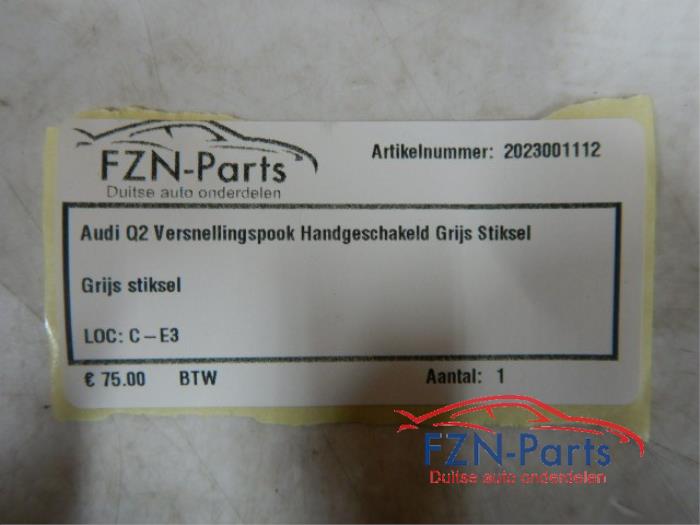 FZN-Parts
Duitse auto onderdelen
Artikelnummer: 2023001112
Audi Q2 Versnellingspook Handgeschakeld Grijs Stiksel
Grijs stiksel
LOC: C - E3
€ 75.00 BTW Aantal: 1
FZN-Parts
Duitse auto onderdelen